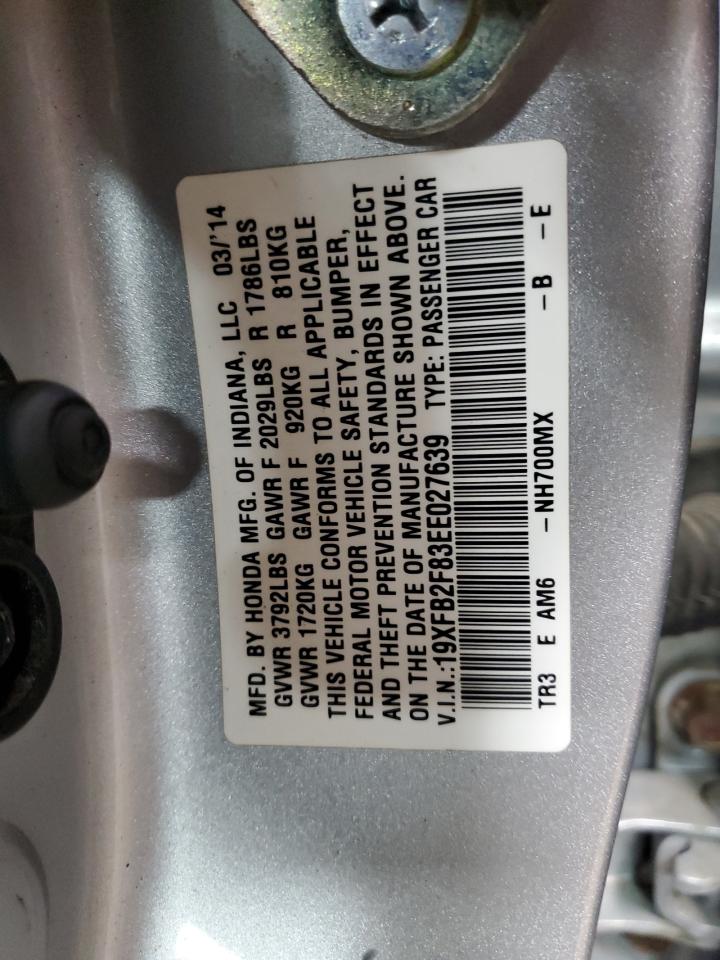 MFD. BY HONDA MFG. OF INDIANA, LLC 03/'14
GVWR 3792LBS GAWR F 2029LBS R 1786LBS
GVWR 1720KG GAWR F 920KG R 810KG
THIS VEHICLE CONFORMS TO ALL APPLICABLE
FEDERAL MOTOR VEHICLE SAFETY, BUMPER,
AND THEFT PREVENTION STANDARDS IN EFFECT
ON THE DATE OF MANUFACTURE SHOWN ABOVE.
V.I.N.:19XFB2F83EE027639 TYPE: PASSENGER CAR
TR3 E AM6 -NH700MX -B -E